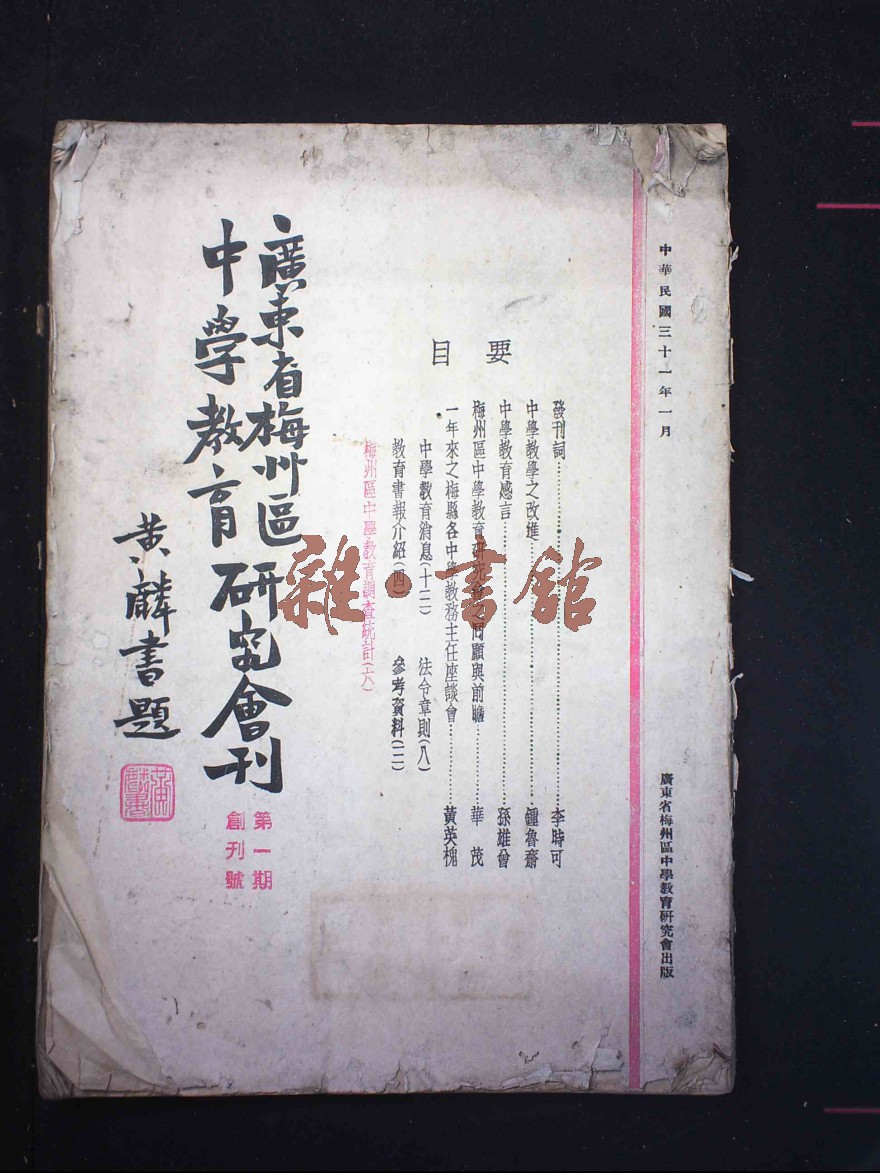 中華民國三十一年一月
廣東省梅州區中學教育研究會出版
要目
發刊詞……李時可
中學教學之改進……鍾魯齋
中學教育感言……孫雄曾
梅州區中學教育研究會之回顧與前瞻……華茂
一年來之梅縣各中學教務主任座談會……黃英槐
中學教育消息(十二) 法令章則(八)
教育書報介紹(四) 參考資料(二)
梅州區中學教育調查統計(六)
廣東省梅州區
中學教育研究會刊
第一期
創刊號
黃麟書題
雜·書館